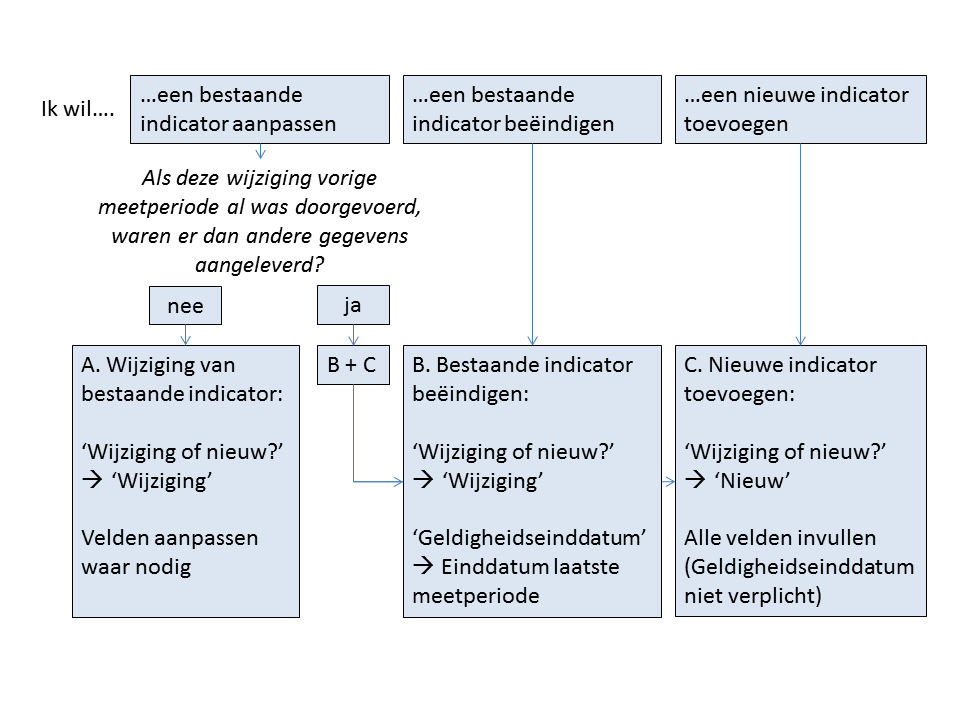 Ik wil….
…een bestaande
indicator aanpassen
…een bestaande
indicator beëindigen
…een nieuwe indicator
toevoegen
Als deze wijziging vorige
meetperiode al was doorgevoerd,
waren er dan andere gegevens
aangeleverd?
nee
ja
A. Wijziging van
bestaande indicator:
‘Wijziging of nieuw?’
→ ‘Wijziging’
Velden aanpassen
waar nodig
B + C
B. Bestaande indicator
beëindigen:
‘Wijziging of nieuw?’
→ ‘Wijziging’
‘Geldigheidseinddatum’
→ Einddatum laatste
meetperiode
C. Nieuwe indicator
toevoegen:
‘Wijziging of nieuw?’
→ ‘Nieuw’
Alle velden invullen
(Geldigheidseinddatum
niet verplicht)